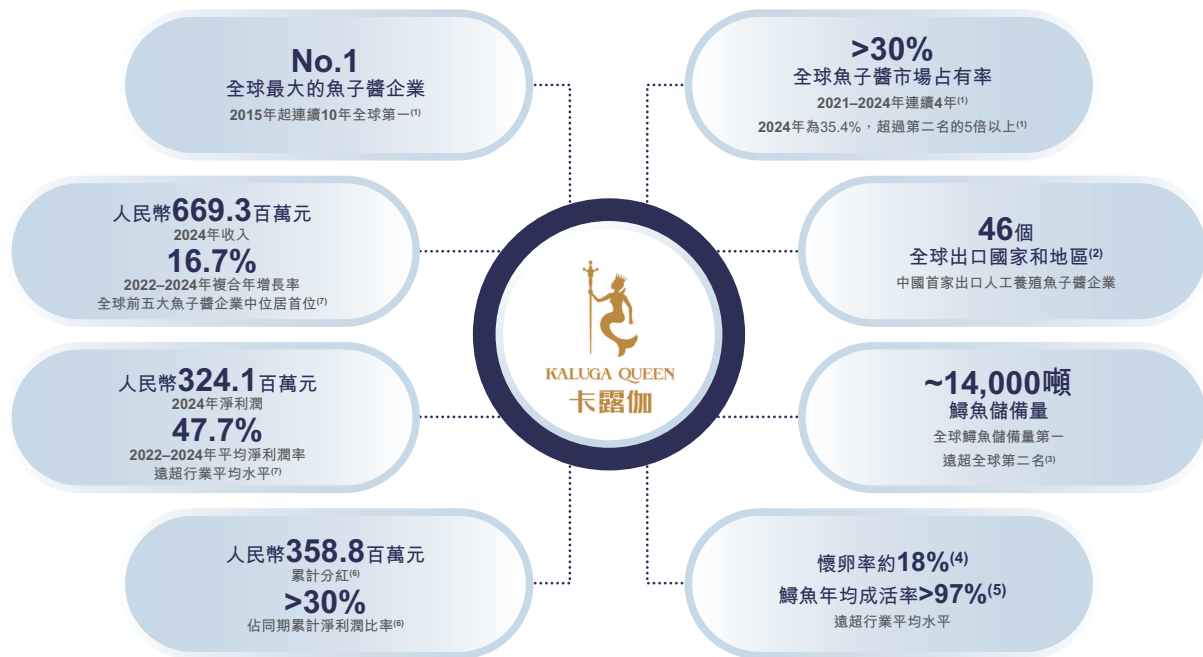 No.1
全球最大的魚子醬企業
2015年起連續10年全球第一(1)
>30%
全球魚子醬市場占有率
2021–2024年連續4年(1)
2024年為35.4%，超過第二名的5倍以上(1)
人民幣669.3百萬元
2024年收入
16.7%
2022–2024年複合年增長率
全球前五大魚子醬企業中位居首位(7)
46個
全球出口國家和地區(2)
中國首家出口人工養殖魚子醬企業
KALUGA QUEEN
卡露伽
人民幣324.1百萬元
2024年淨利潤
47.7%
2022–2024年平均淨利潤率
遠超行業平均水平(7)
~14,000噸
鱘魚儲備量
全球鱘魚儲備量第一
遠超全球第二名(3)
人民幣358.8百萬元
累計分紅(6)
>30%
佔同期累計淨利潤比率(6)
懷卵率約18%(4)
鱘魚年均成活率>97%(5)
遠超行業平均水平